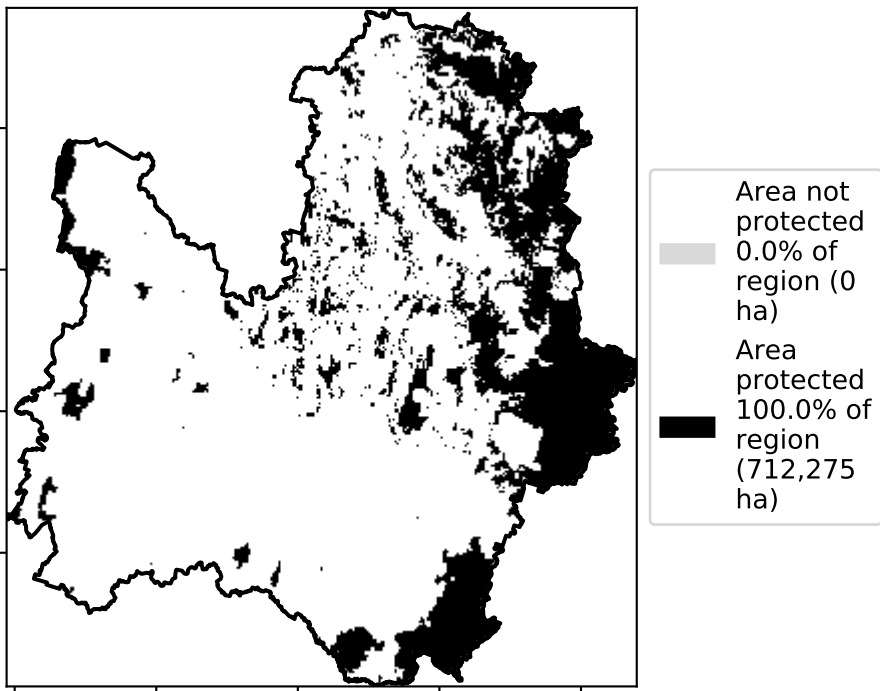 Area not
protected
0.0% of
region (0
ha)
Area
protected
100.0% of
region
(712,275
ha)